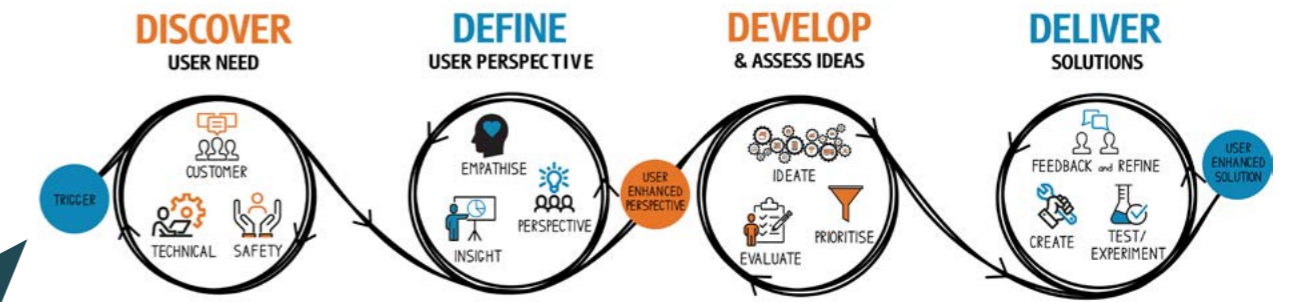 DISCOVER
USER NEED
DEFINE
USER PERSPECTIVE
DEVELOP
& ASSESS IDEAS
DELIVER
SOLUTIONS
TRIGGER
CUSTOMER
TECHNICAL
SAFETY
EMPATHISE
PERSPECTIVE
INSIGHT
USER
ENHANCED
PERSPECTIVE
IDEATE
PRIORITISE
EVALUATE
FEEDBACK and REFINE
CREATE
TEST/
EXPERIMENT
USER
ENHANCED
SOLUTION